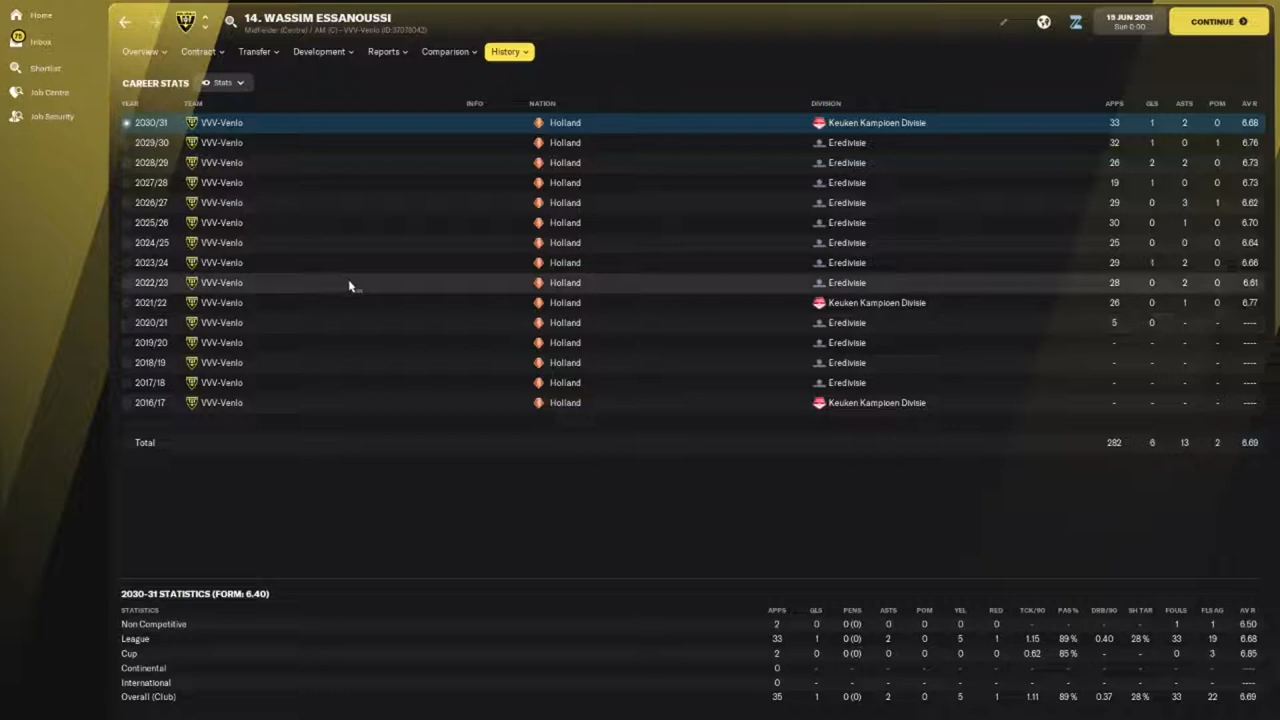 Home
14. WASSIM ESSANOUSSI
Midfielder (Central) / AM (C) - VVV-Venlo (ID:37078042)
15 JUN 2031
Sun 0:00
CONTINUE
75
Inbox
Overview Contract Transfer Development Reports Comparison History
Shortlist
CAREER STATS Stats
Job Centre
YEAR TEAM INFO NATION DIVISION APPS GLS ASTS POM AV R
Job Security
2030/31 VVV-Venlo Holland Keuken Kampioen Divisie 33 1 2 0 6.68
2029/30 VVV-Venlo Holland Eredivisie 32 1 0 1 6.76
2028/29 VVV-Venlo Holland Eredivisie 26 2 2 0 6.73
2027/28 VVV-Venlo Holland Eredivisie 19 1 0 0 6.73
2026/27 VVV-Venlo Holland Eredivisie 29 0 3 1 6.62
2025/26 VVV-Venlo Holland Eredivisie 30 0 1 0 6.70
2024/25 VVV-Venlo Holland Eredivisie 25 0 0 0 6.64
2023/24 VVV-Venlo Holland Eredivisie 29 1 2 0 6.66
2022/23 VVV-Venlo Holland Eredivisie 28 0 2 0 6.61
2021/22 VVV-Venlo Holland Keuken Kampioen Divisie 26 0 1 0 6.77
2020/21 VVV-Venlo Holland Eredivisie 5 0 - - ----
2019/20 VVV-Venlo Holland Eredivisie - - - - ----
2018/19 VVV-Venlo Holland Eredivisie - - - - ----
2017/18 VVV-Venlo Holland Eredivisie - - - - ----
2016/17 VVV-Venlo Holland Keuken Kampioen Divisie - - - - ----
Total 282 6 13 2 6.69
2030-31 STATISTICS (FORM: 6.40)
STATISTICS APPS GLS PENS ASTS POM YEL RED TCK/90 PAS % DRB/90 SH TAR FOULS FLS AG AV R
Non Competitive 2 0 0 (0) 0 0 0 0 - - - - 1 1 6.50
League 33 1 0 (0) 2 0 5 1 1.15 89 % 0.40 28 % 33 19 6.68
Cup 2 0 0 (0) 0 0 0 0 0.62 85 % - - 0 3 6.85
Continental 0 - - - - - - - - - - - - ----
International 0 - - - - - - - - - - - - ----
Overall (Club) 35 1 0 (0) 2 0 5 1 1.11 89 % 0.37 28 % 33 22 6.69